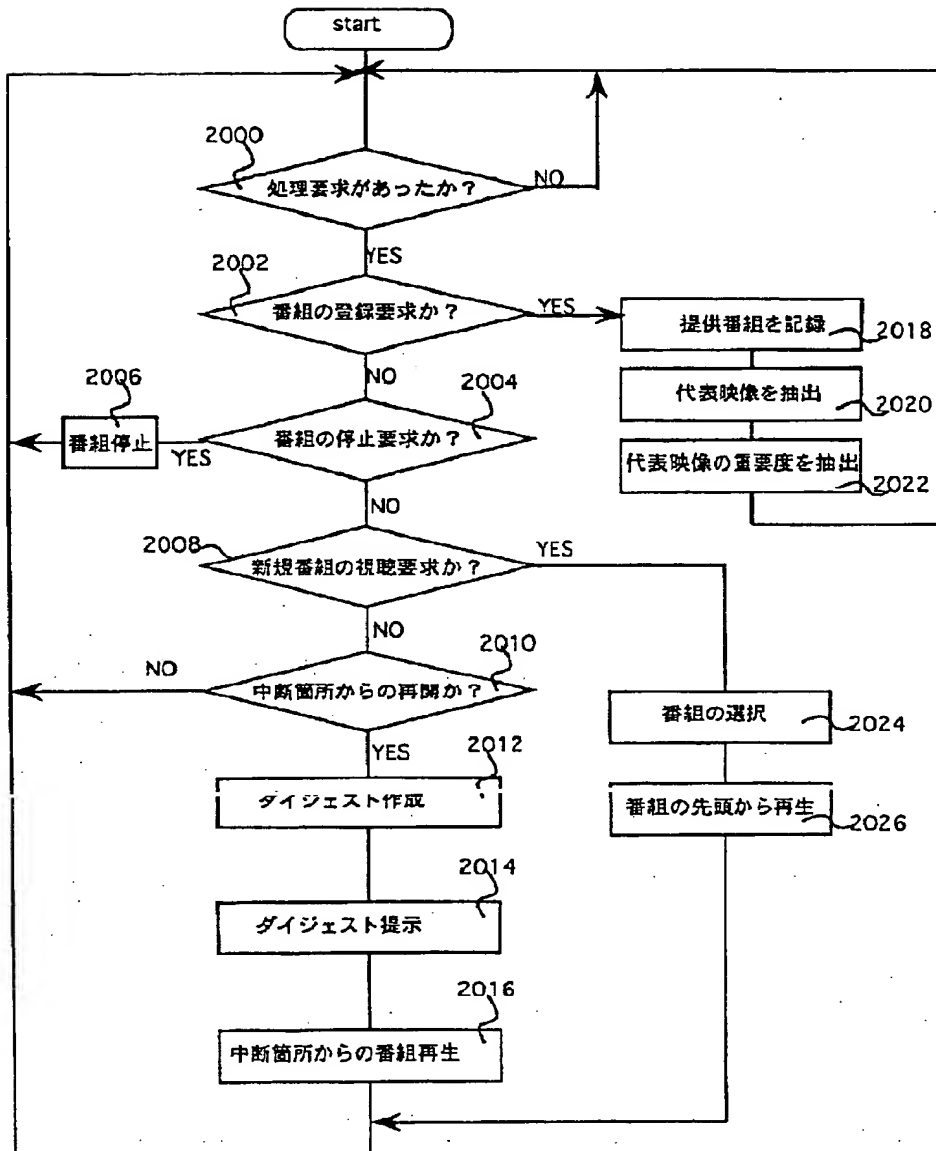 start
2000
処理要求があったか?
NO
YES
2002
番組の登録要求か?
YES
提供番組を記録
2018
NO
2006
2004
代表映像を抽出
2020
番組停止
YES
番組の停止要求か?
代表映像の重要度を抽出
2022
NO
2008
新規番組の視聴要求か?
YES
NO
2010
NO
中断箇所からの再開か?
番組の選択
2024
YES
2012
ダイジェスト作成
番組の先頭から再生
2026
2014
ダイジェスト提示
2016
中断箇所からの番組再生